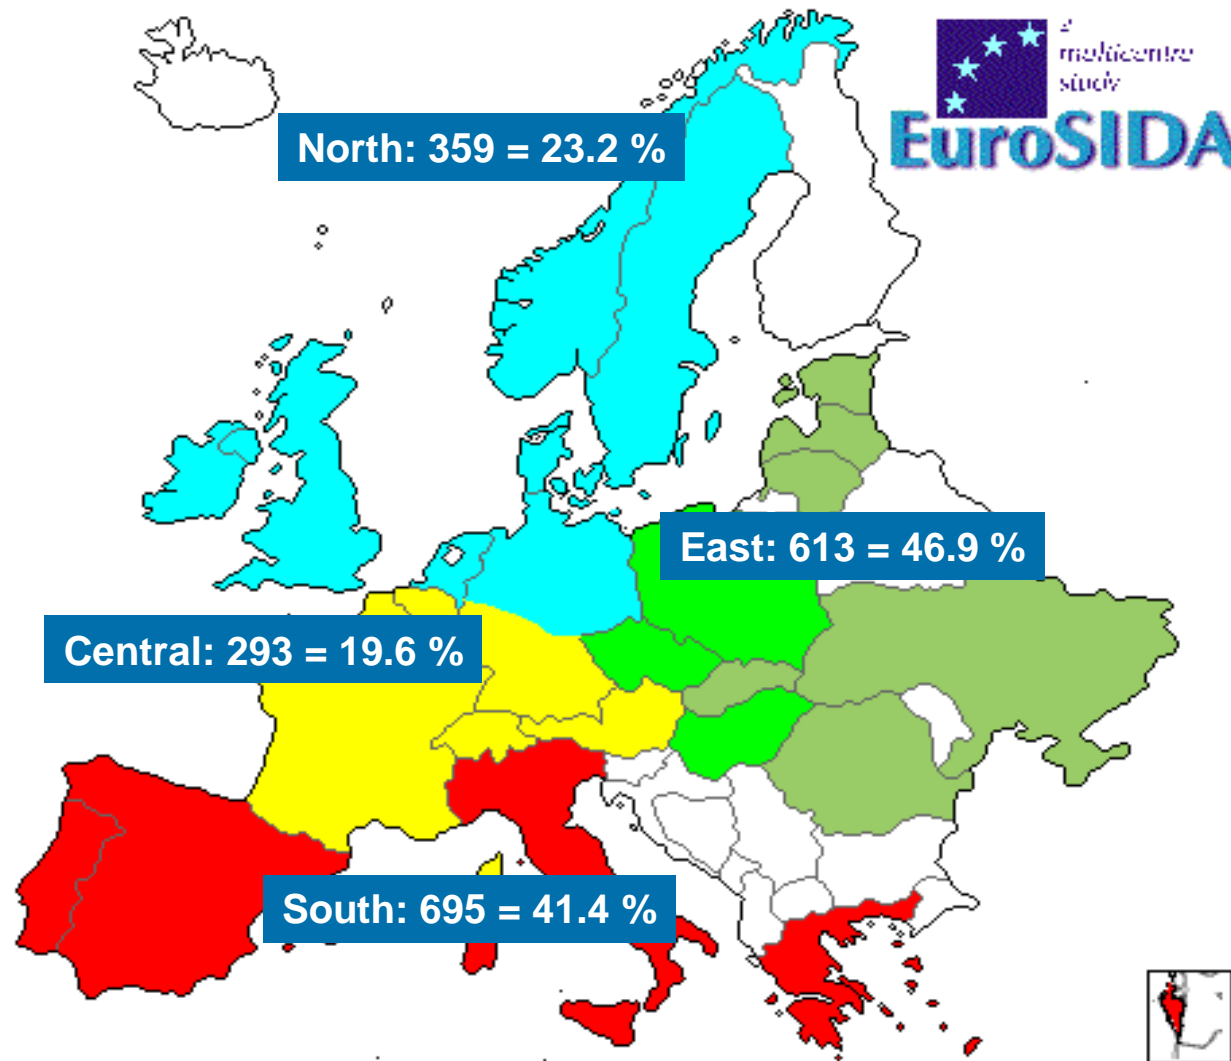 a
multicentre
study
EuroSIDA
North: 359 = 23.2 %
East: 613 = 46.9 %
Central: 293 = 19.6 %
South: 695 = 41.4 %